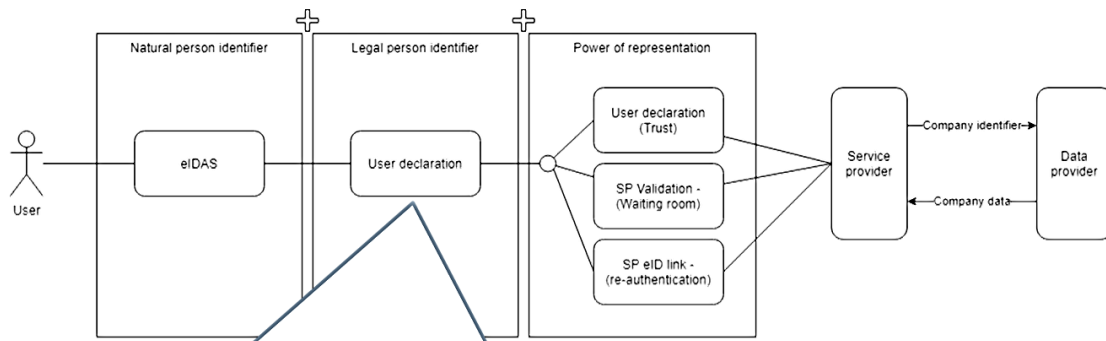 Natural person identifier
Legal person identifier
Power of representation
User
eIDAS
User declaration
User declaration
(Trust)
SP Validation -
(Waiting room)
SP eID link -
(re-authentication)
Service
provider
Company identifier
Company data
Data
provider